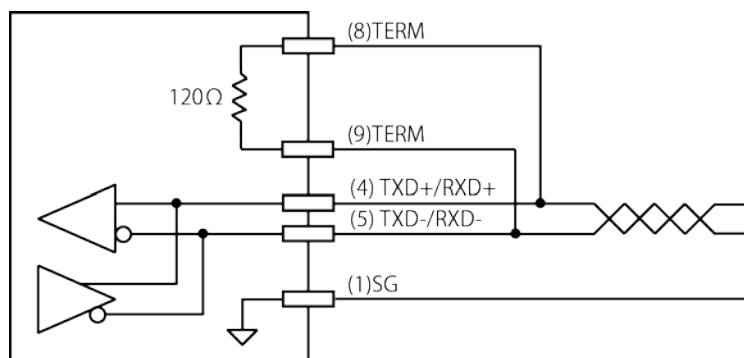 (8)TERM
120Ω
(9)TERM
(4) TXD+/RXD+
(5) TXD-/RXD-
(1)SG